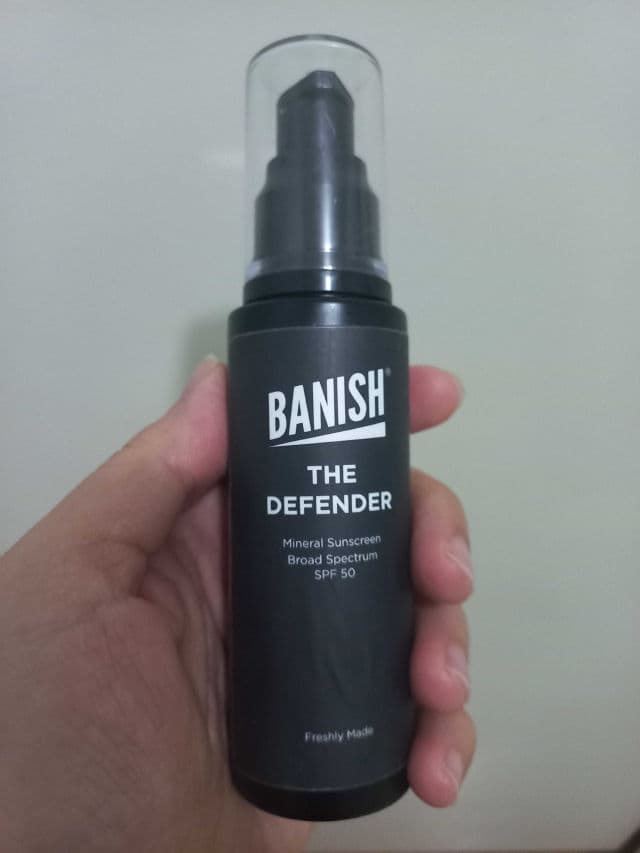 BANISH®
THE
DEFENDER
Mineral Sunscreen
Broad Spectrum
SPF 50
Freshly Made